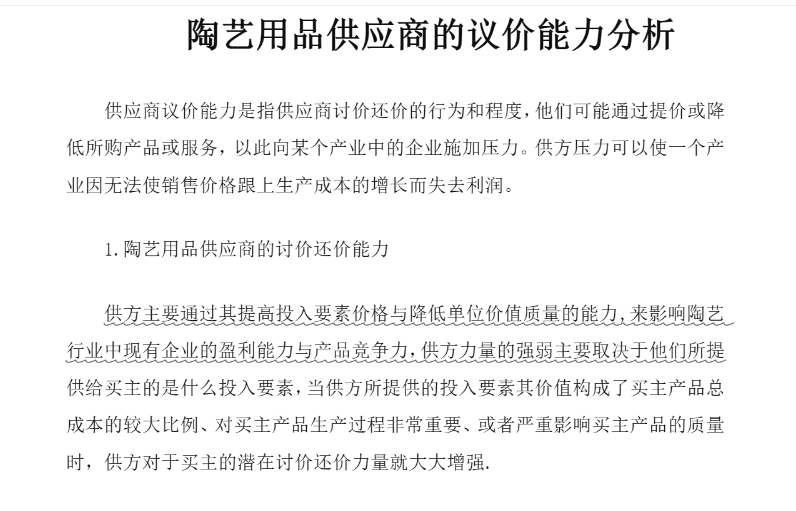 陶艺用品供应商的议价能力分析
供应商议价能力是指供应商讨价还价的行为和程度,他们可能通过提价或降
低所购产品或服务，以此向某个产业中的企业施加压力。供方压力可以使一个产
业因无法使销售价格跟上生产成本的增长而失去利润。
1.陶艺用品供应商的讨价还价能力
供方主要通过其提高投入要素价格与降低单位价值质量的能力,来影响陶艺
行业中现有企业的盈利能力与产品竞争力,供方力量的强弱主要取决于他们所提
供给买主的是什么投入要素,当供方所提供的投入要素其价值构成了买主产品总
成本的较大比例、对买主产品生产过程非常重要、或者严重影响买主产品的质量
时，供方对于买主的潜在讨价还价力量就大大增强.